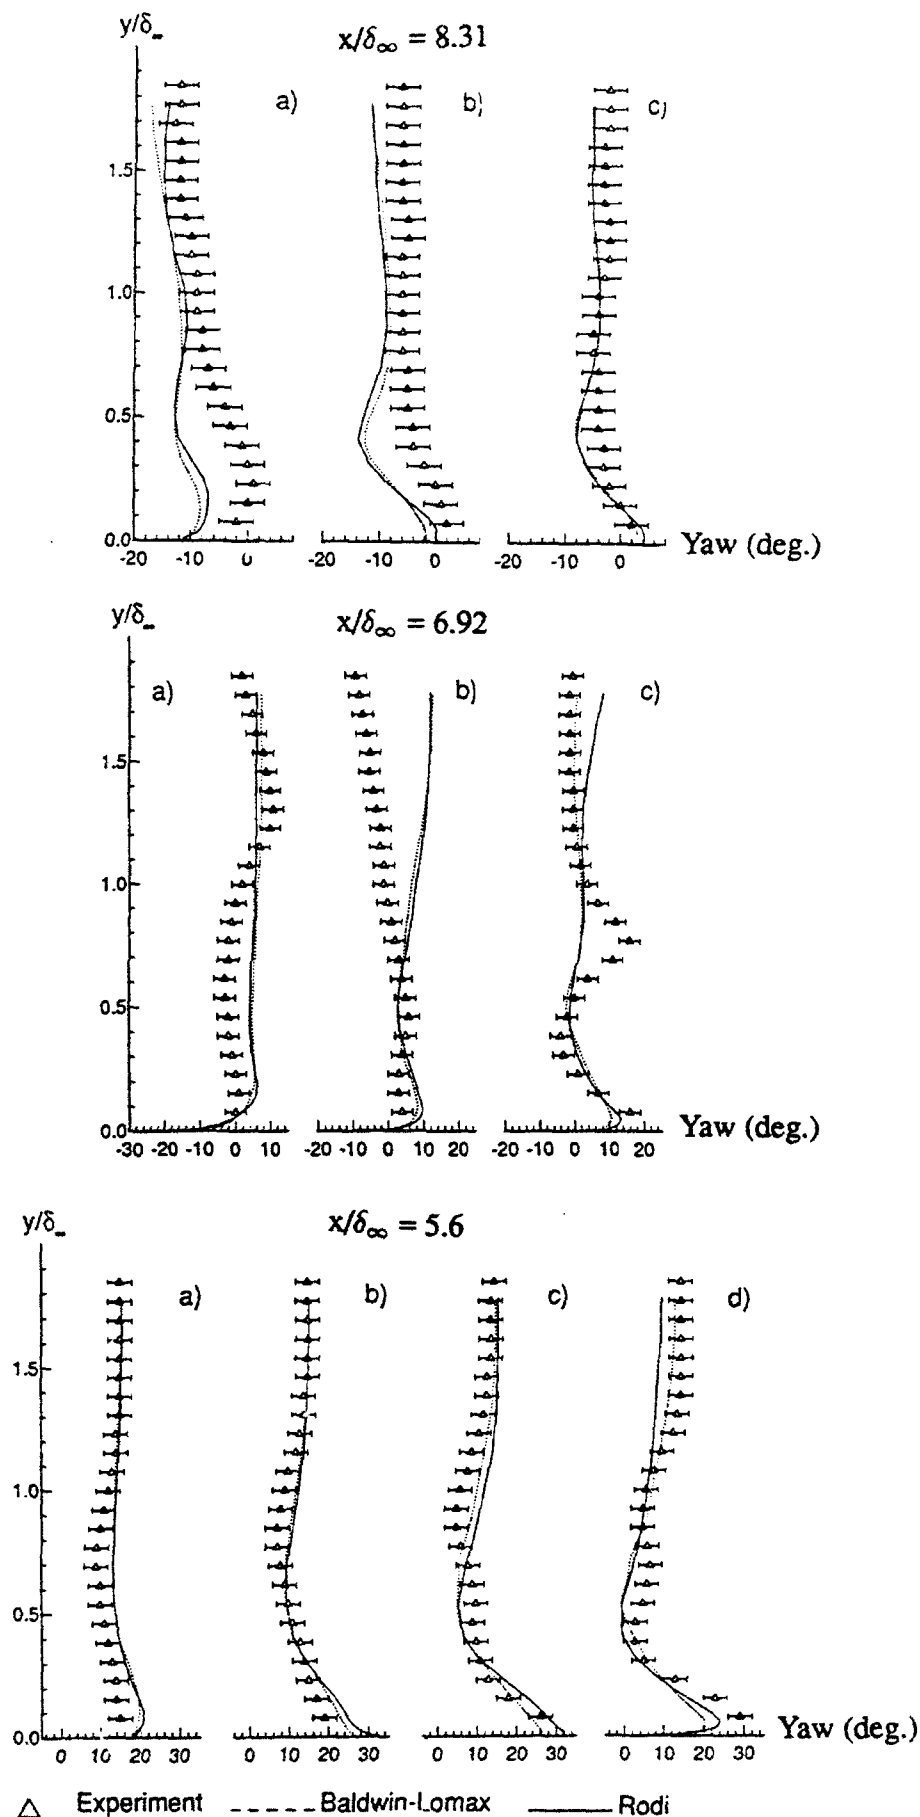 y/δ∞
x/δ∞ = 8.31
a)
b)
c)
1.5
1.0
0.5
0.0
-20 -10 0
-20 -10 0
-20 -10 0
Yaw (deg.)
y/δ∞
x/δ∞ = 6.92
a)
b)
c)
1.5
1.0
0.5
0.0
-30 -20 -10 0 10
-20 -10 0 10 20
-20 -10 0 10 20
Yaw (deg.)
y/δ∞
x/δ∞ = 5.6
a)
b)
c)
d)
1.5
1.0
0.5
0.0
0 10 20 30
0 10 20 30
0 10 20 30
0 10 20 30
Yaw (deg.)
Experiment Baldwin-Lomax Rodi